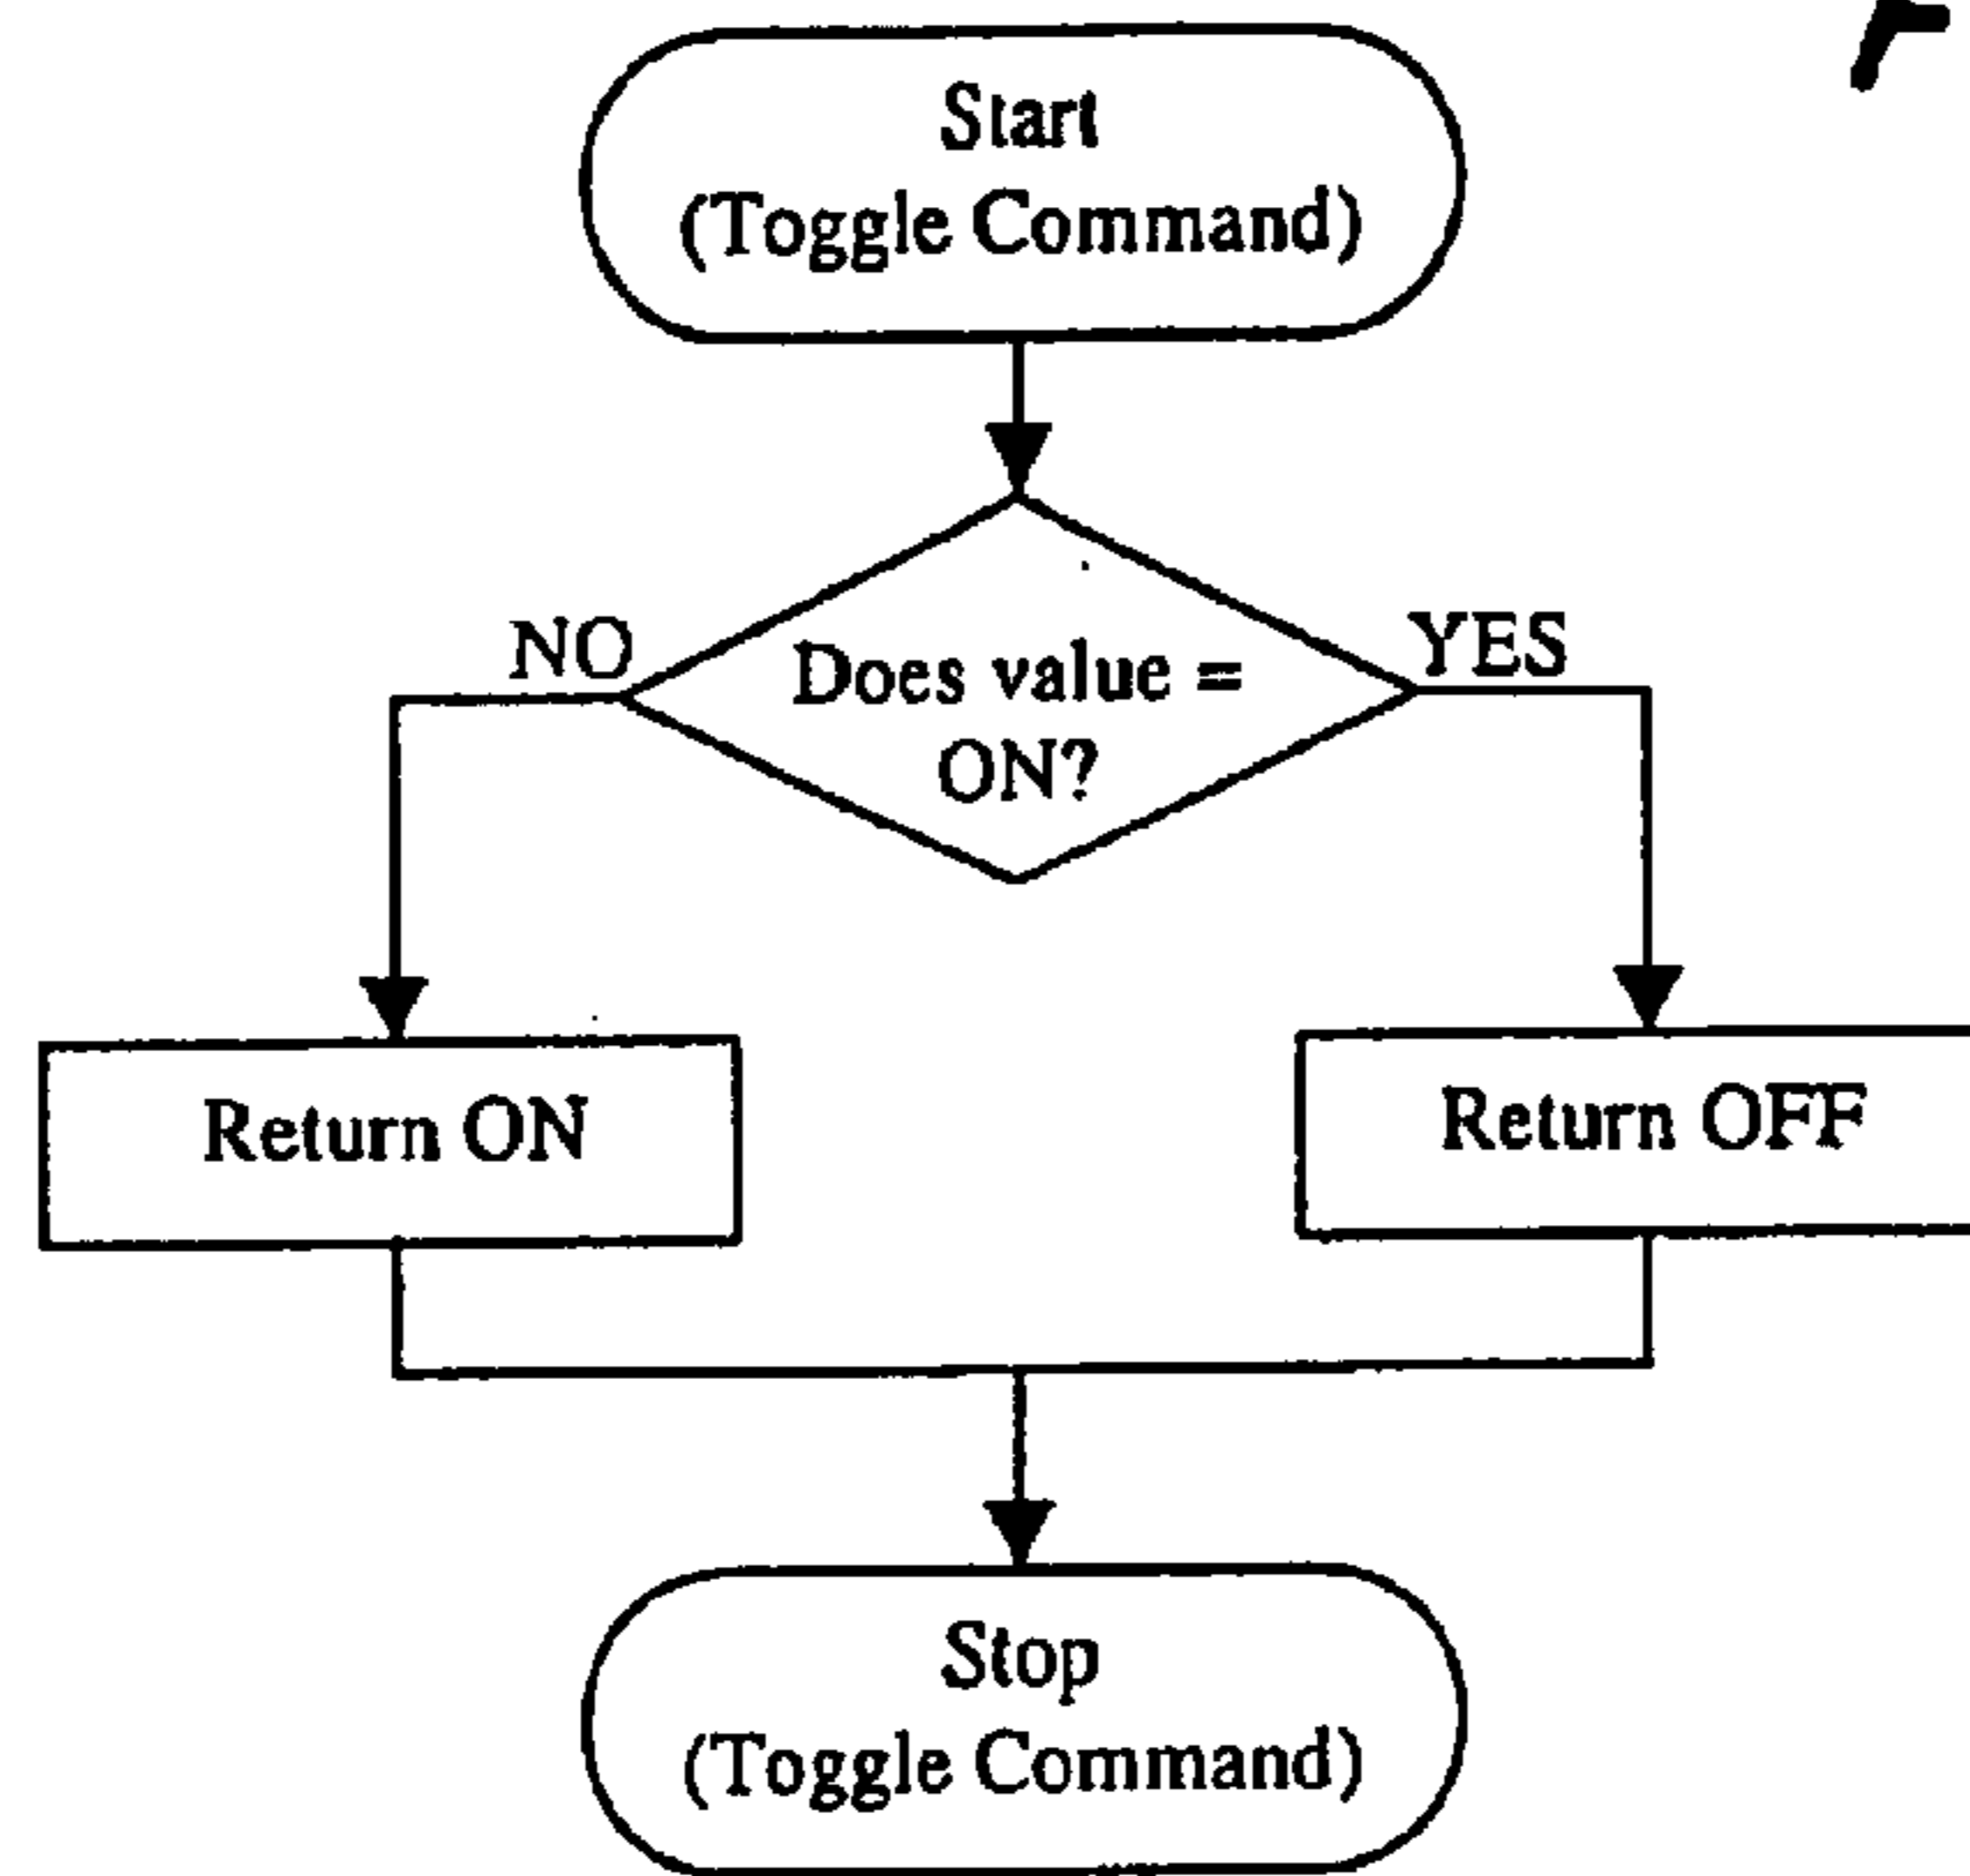 Start
(Toggle Command)
NO
YES
Does value =
ON?
Return ON
Return OFF
Stop
(Toggle Command)